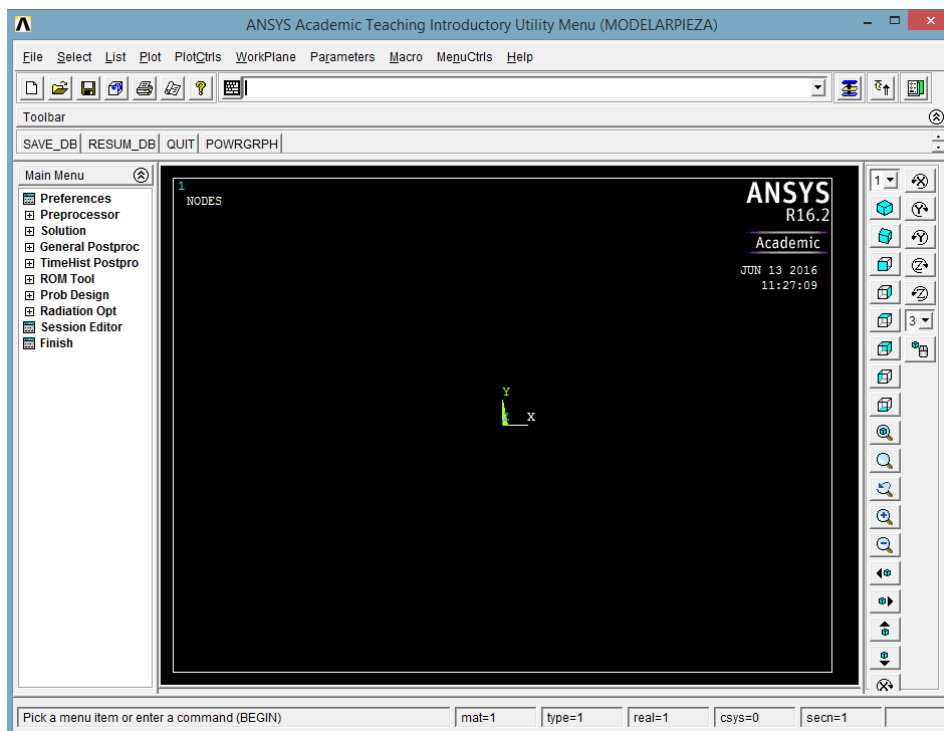 ANSYS Academic Teaching Introductory Utility Menu (MODELARPIEZA)
File Select List Plot PlotCtrls WorkPlane Parameters Macro MenuCtrls Help
Toolbar
SAVE_DB RESUM_DB QUIT POWRGRPH
Main Menu
Preferences
Preprocessor
Solution
General Postproc
TimeHist Postpro
ROM Tool
Prob Design
Radiation Opt
Session Editor
Finish
1
NODES
ANSYS
R16.2
Academic
JUN 13 2016
11:27:09
Y
X
1
X
Y
Y
Z
Z
3
X
Pick a menu item or enter a command (BEGIN) mat=1 type=1 real=1 csys=0 secn=1